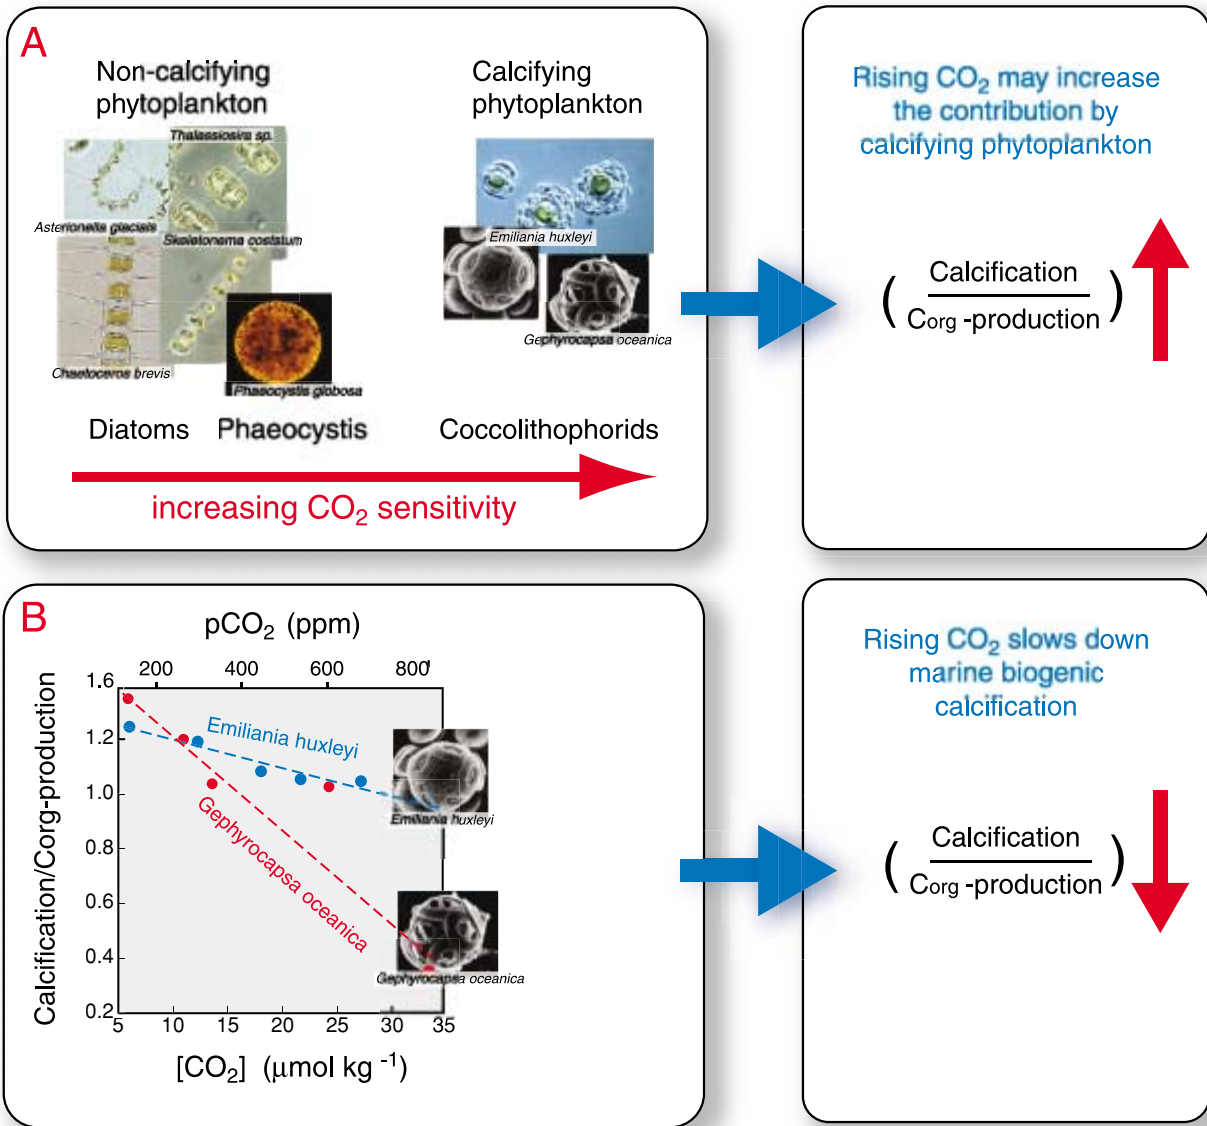 A
Non-calcifying
phytoplankton
Calcifying
phytoplankton
Thalassiosira sp.
Asterionella glacialis
Skeletonema costatum
Chaetoceros brevis
Phaeocystis globosa
Emiliania huxleyi
Gephyrocapsa oceanica
Diatoms
Phaeocystis
Coccolithophorids
increasing CO2 sensitivity
Rising CO2 may increase
the contribution by
calcifying phytoplankton
( Calcification
Corg -production )
B
pCO2 (ppm)
200 400 600 800
1.6
1.2
1.0
0.8
0.6
0.4
0.2
Calcification/Corg-production
Emiliania huxleyi
Gephyrocapsa oceanica
Emiliania huxleyi
Gephyrocapsa oceanica
5 10 15 20 25 30 35
[CO2] (µmol kg -1)
Rising CO2 slows down
marine biogenic
calcification
( Calcification
Corg -production )